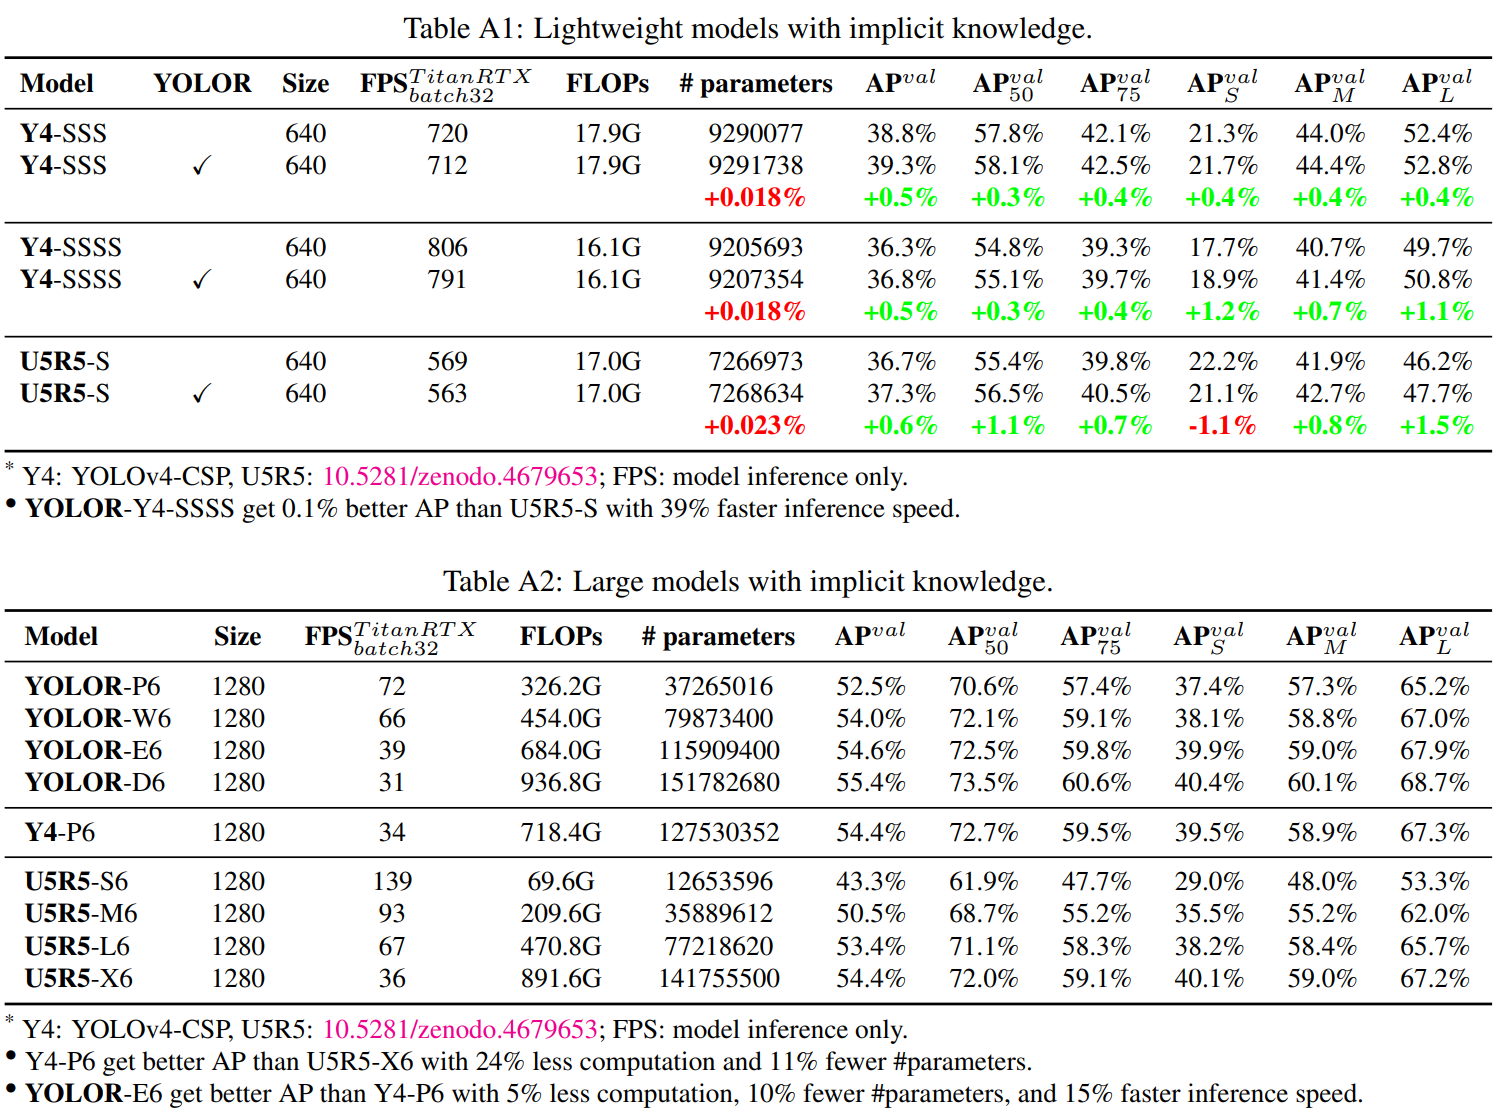 Table A1: Lightweight models with implicit knowledge.
Model YOLOR Size FPS^{TitanRTX}_{batch32} FLOPs # parameters AP^{val} AP^{val}_{50} AP^{val}_{75} AP^{val}_{S} AP^{val}_{M} AP^{val}_{L}
Y4-SSS 640 720 17.9G 9290077 38.8% 57.8% 42.1% 21.3% 44.0% 52.4%
Y4-SSS ✓ 640 712 17.9G 9291738 39.3% 58.1% 42.5% 21.7% 44.4% 52.8%
+0.018% +0.5% +0.3% +0.4% +0.4% +0.4% +0.4%
Y4-SSSS 640 806 16.1G 9205693 36.3% 54.8% 39.3% 17.7% 40.7% 49.7%
Y4-SSSS ✓ 640 791 16.1G 9207354 36.8% 55.1% 39.7% 18.9% 41.4% 50.8%
+0.018% +0.5% +0.3% +0.4% +1.2% +0.7% +1.1%
U5R5-S 640 569 17.0G 7266973 36.7% 55.4% 39.8% 22.2% 41.9% 46.2%
U5R5-S ✓ 640 563 17.0G 7268634 37.3% 56.5% 40.5% 21.1% 42.7% 47.7%
+0.023% +0.6% +1.1% +0.7% -1.1% +0.8% +1.5%
* Y4: YOLOv4-CSP, U5R5: 10.5281/zenodo.4679653; FPS: model inference only.
• YOLOR-Y4-SSSS get 0.1% better AP than U5R5-S with 39% faster inference speed.
Table A2: Large models with implicit knowledge.
Model Size FPS^{TitanRTX}_{batch32} FLOPs # parameters AP^{val} AP^{val}_{50} AP^{val}_{75} AP^{val}_{S} AP^{val}_{M} AP^{val}_{L}
YOLOR-P6 1280 72 326.2G 37265016 52.5% 70.6% 57.4% 37.4% 57.3% 65.2%
YOLOR-W6 1280 66 454.0G 79873400 54.0% 72.1% 59.1% 38.1% 58.8% 67.0%
YOLOR-E6 1280 39 684.0G 115909400 54.6% 72.5% 59.8% 39.9% 59.0% 67.9%
YOLOR-D6 1280 31 936.8G 151782680 55.4% 73.5% 60.6% 40.4% 60.1% 68.7%
Y4-P6 1280 34 718.4G 127530352 54.4% 72.7% 59.5% 39.5% 58.9% 67.3%
U5R5-S6 1280 139 69.6G 12653596 43.3% 61.9% 47.7% 29.0% 48.0% 53.3%
U5R5-M6 1280 93 209.6G 35889612 50.5% 68.7% 55.2% 35.5% 55.2% 62.0%
U5R5-L6 1280 67 470.8G 77218620 53.4% 71.1% 58.3% 38.2% 58.4% 65.7%
U5R5-X6 1280 36 891.6G 141755500 54.4% 72.0% 59.1% 40.1% 59.0% 67.2%
* Y4: YOLOv4-CSP, U5R5: 10.5281/zenodo.4679653; FPS: model inference only.
• Y4-P6 get better AP than U5R5-X6 with 24% less computation and 11% fewer #parameters.
• YOLOR-E6 get better AP than Y4-P6 with 5% less computation, 10% fewer #parameters, and 15% faster inference speed.